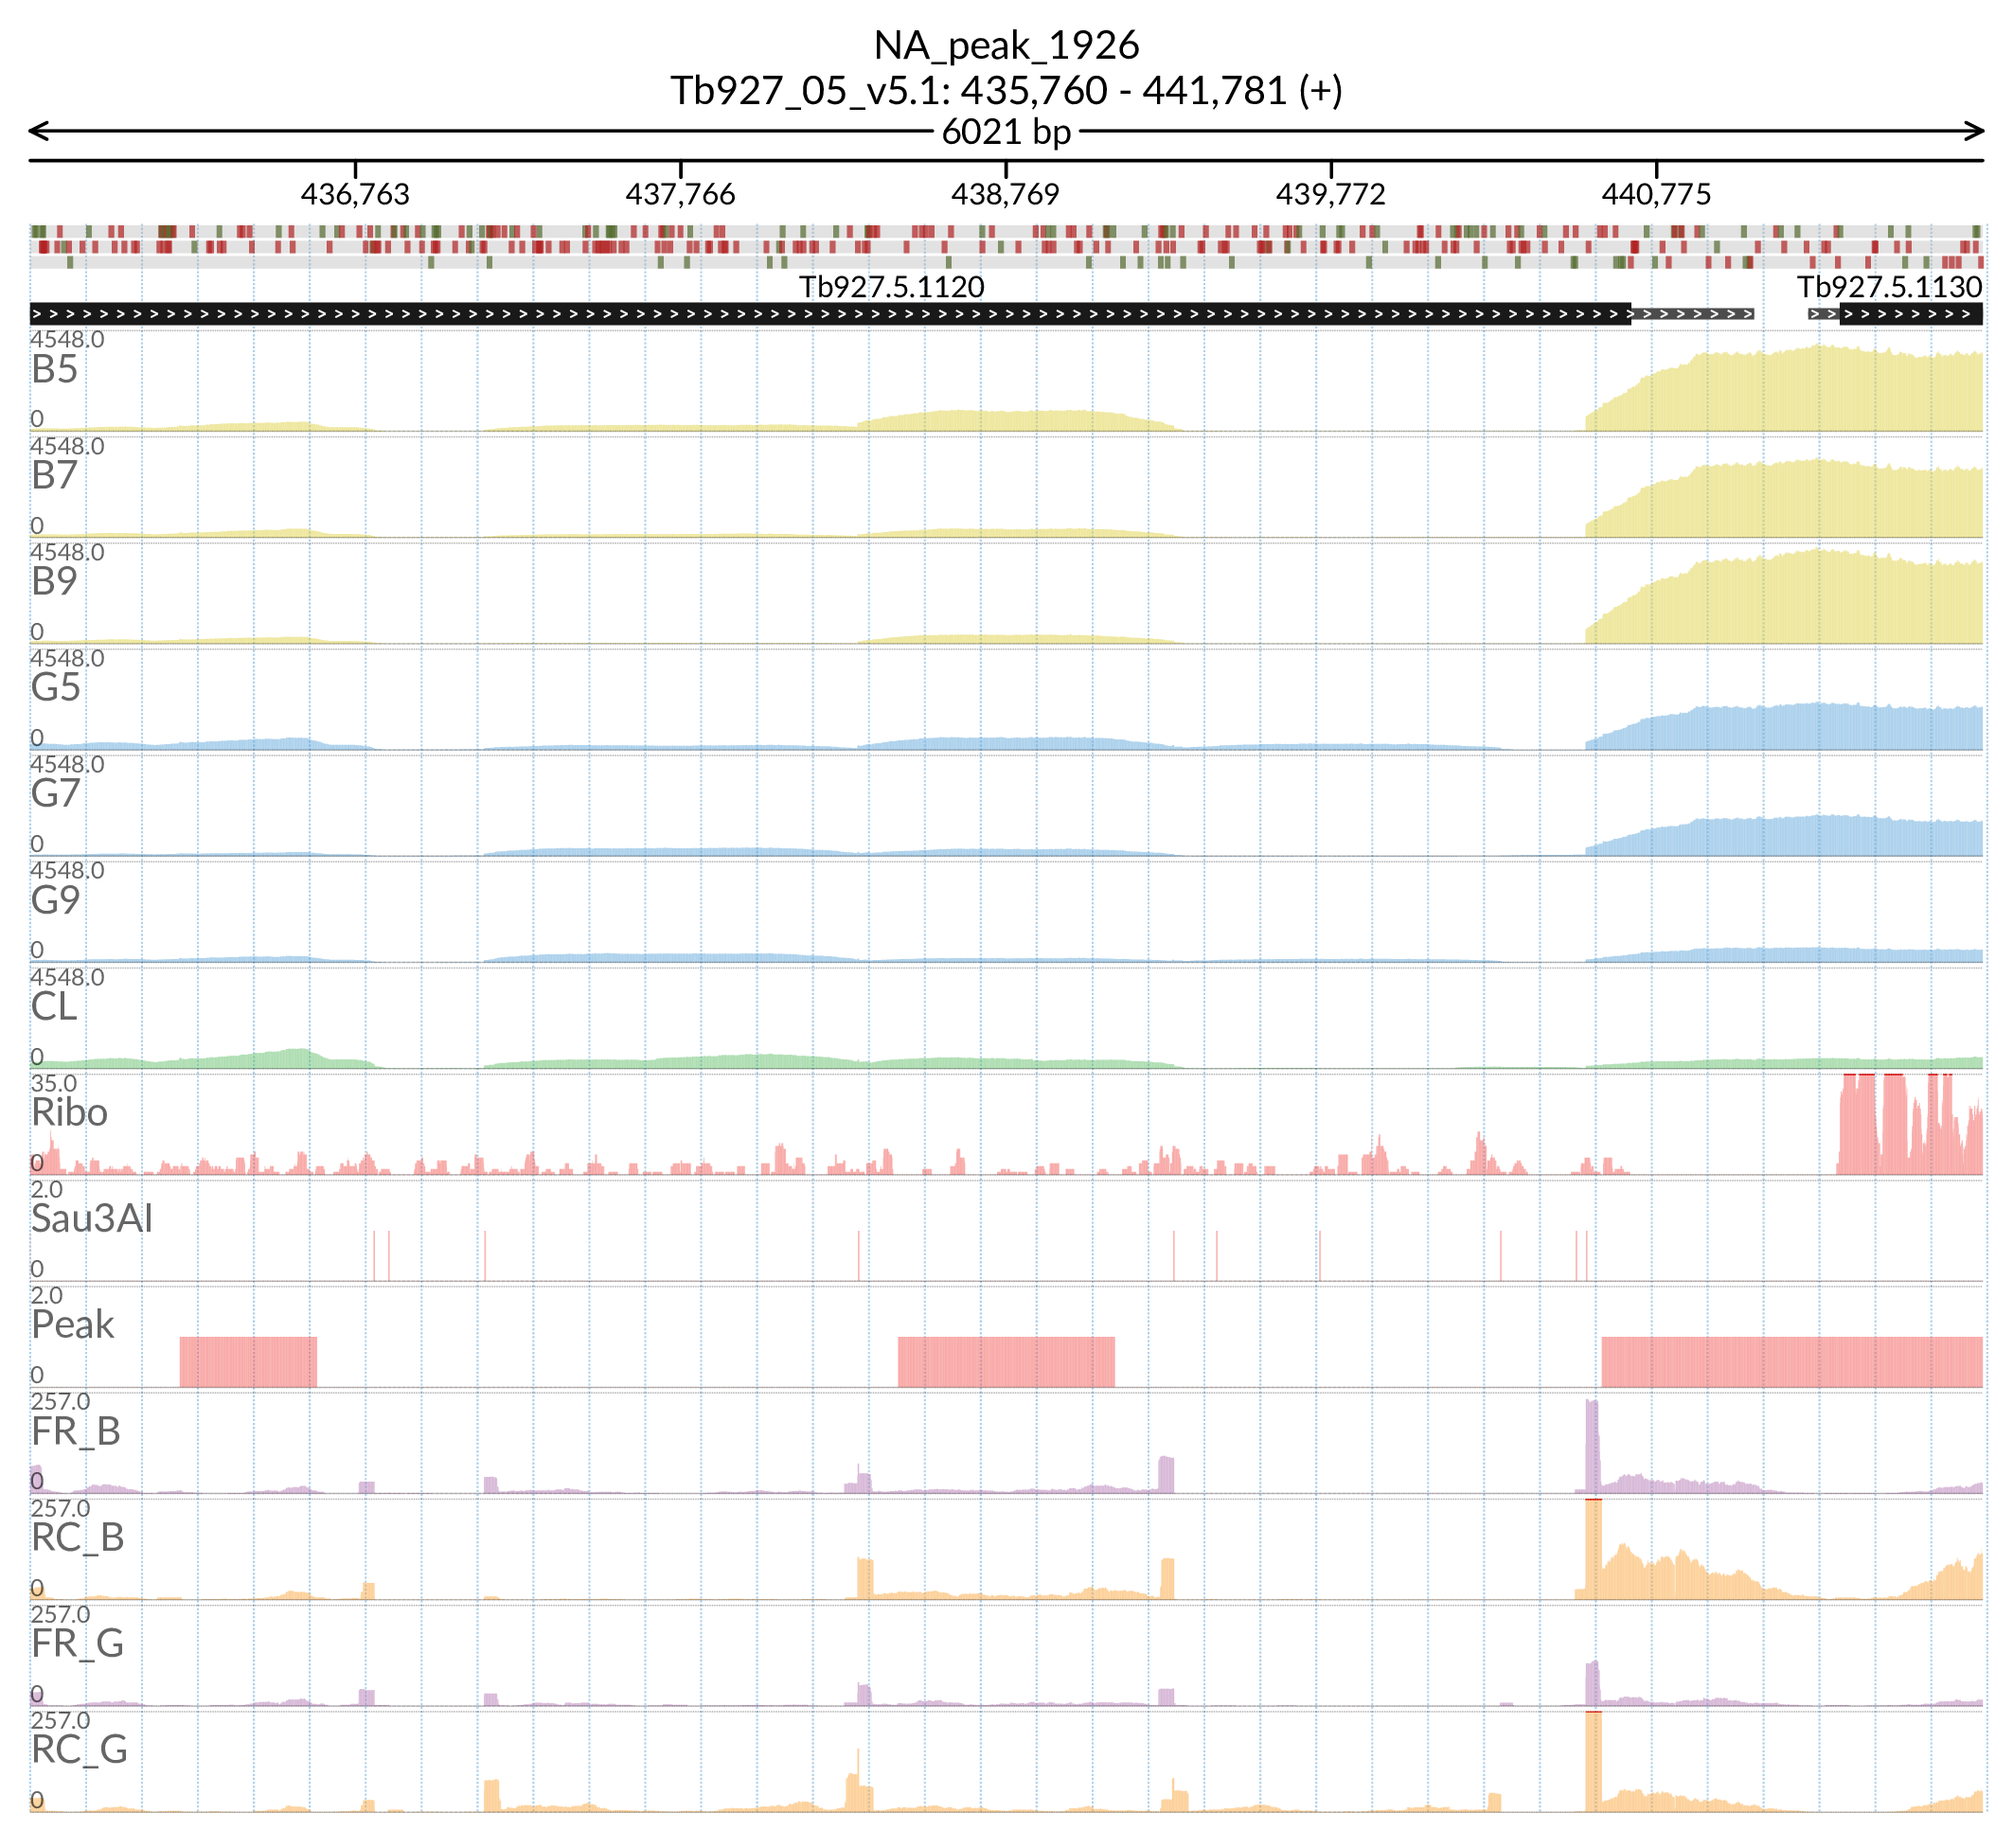 NA_peak_1926
Tb927_05_v5.1: 435,760 - 441,781 (+)
6021 bp
436,763 437,766 438,769 439,772 440,775
Tb927.5.1120 Tb927.5.1130
4548.0
B5
0
4548.0
B7
0
4548.0
B9
0
4548.0
G5
0
4548.0
G7
0
4548.0
G9
0
4548.0
CL
0
35.0
Ribo
0
2.0
Sau3AI
0
2.0
Peak
0
257.0
FR_B
0
257.0
RC_B
0
257.0
FR_G
0
257.0
RC_G
0